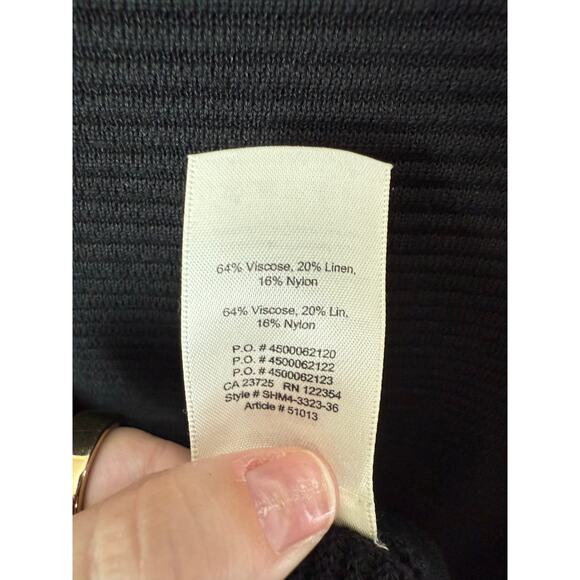 64% Viscose, 20% Linen,
16% Nylon
64% Viscose, 20% Lin,
16% Nylon
P.O. # 4500062120
P.O. # 4500062122
P.O. # 4500062123
CA 23725 RN 122354
Style # SHM4-3323-36
Article # 51013